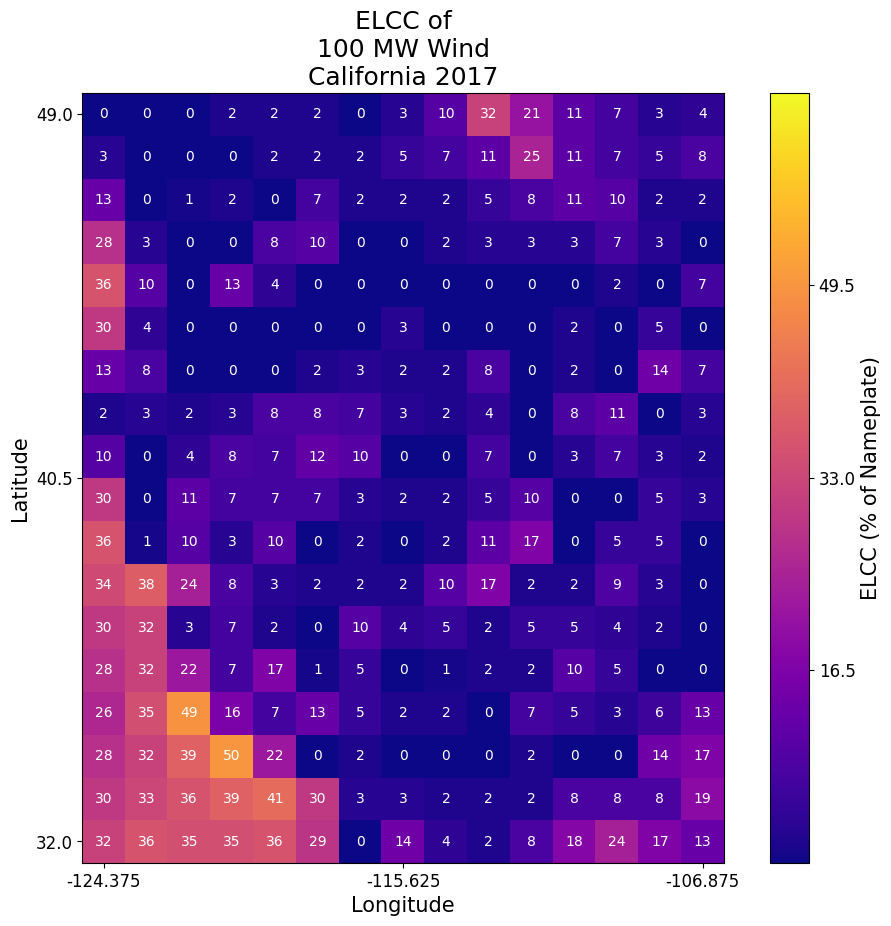 ELCC of
100 MW Wind
California 2017
49.0
0 0 0 2 2 2 0 3 10 32 21 11 7 3 4
3 0 0 0 2 2 2 5 7 11 25 11 7 5 8
13 0 1 2 0 7 2 2 2 5 8 11 10 2 2
28 3 0 0 8 10 0 0 2 3 3 3 7 3 0
36 10 0 13 4 0 0 0 0 0 0 0 2 0 7
49.5
30 4 0 0 0 0 0 3 0 0 0 2 0 5 0
13 8 0 0 0 2 3 2 2 8 0 2 0 14 7
2 3 2 3 8 8 7 3 2 4 0 8 11 0 3
10 0 4 8 7 12 10 0 0 7 0 3 7 3 2
40.5
33.0
Latitude
ELCC (% of Nameplate)
30 0 11 7 7 7 3 2 2 5 10 0 0 5 3
36 1 10 3 10 0 2 0 2 11 17 0 5 5 0
34 38 24 8 3 2 2 2 10 17 2 2 9 3 0
30 32 3 7 2 0 10 4 5 2 5 5 4 2 0
28 32 22 7 17 1 5 0 1 2 2 10 5 0 0
16.5
26 35 49 16 7 13 5 2 2 0 7 5 3 6 13
28 32 39 50 22 0 2 0 0 0 2 0 0 14 17
30 33 36 39 41 30 3 3 2 2 2 8 8 8 19
32.0
32 36 35 35 36 29 0 14 4 2 8 18 24 17 13
-124.375
-115.625
-106.875
Longitude